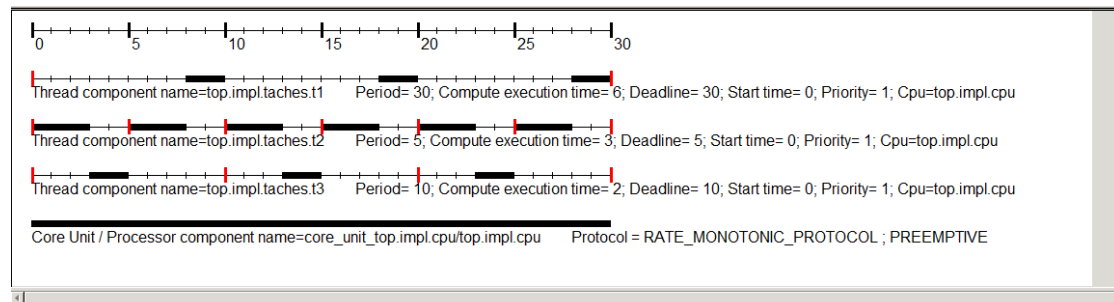 0 5 10 15 20 25 30
Thread component name=top.impl.taches.t1 Period= 30; Compute execution time= 6; Deadline= 30; Start time= 0; Priority= 1; Cpu=top.impl.cpu
Thread component name=top.impl.taches.t2 Period= 5; Compute execution time= 3; Deadline= 5; Start time= 0; Priority= 1; Cpu=top.impl.cpu
Thread component name=top.impl.taches.t3 Period= 10; Compute execution time= 2; Deadline= 10; Start time= 0; Priority= 1; Cpu=top.impl.cpu
Core Unit / Processor component name=core_unit_top.impl.cpu/top.impl.cpu Protocol = RATE_MONOTONIC_PROTOCOL ; PREEMPTIVE